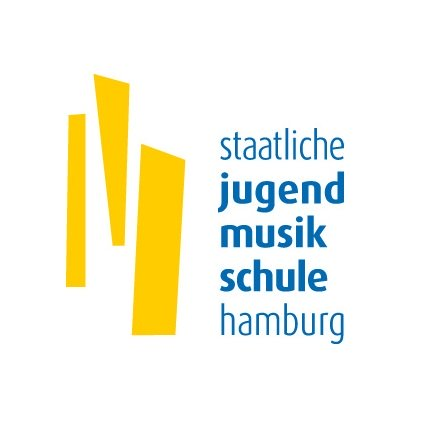 staatliche
jugend
musik
schule
hamburg